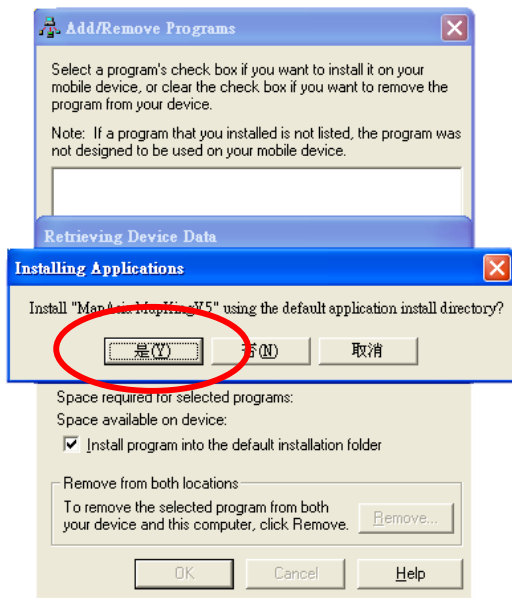 Add/Remove Programs
Select a program's check box if you want to install it on your
mobile device, or clear the check box if you want to remove the
program from your device.
Note: If a program that you installed is not listed, the program was
not designed to be used on your mobile device.
Retrieving Device Data
Installing Applications
Install "MapAsia MapKingV5" using the default application install directory?
是(Y) 否(N) 取消
Space required for selected programs:
Space available on device:
Install program into the default installation folder
Remove from both locations
To remove the selected program from both
your device and this computer, click Remove.
Remove...
OK Cancel Help